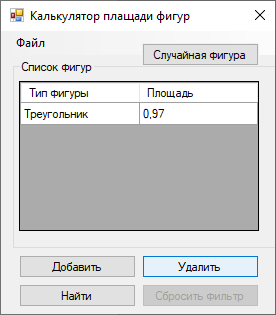 Калькулятор плащади фигур
Файл
Случайная фигура
Список фигур
Тип фигуры Площадь
Треугольник 0,97
Добавить Удалить
Найти Сбросить фильтр